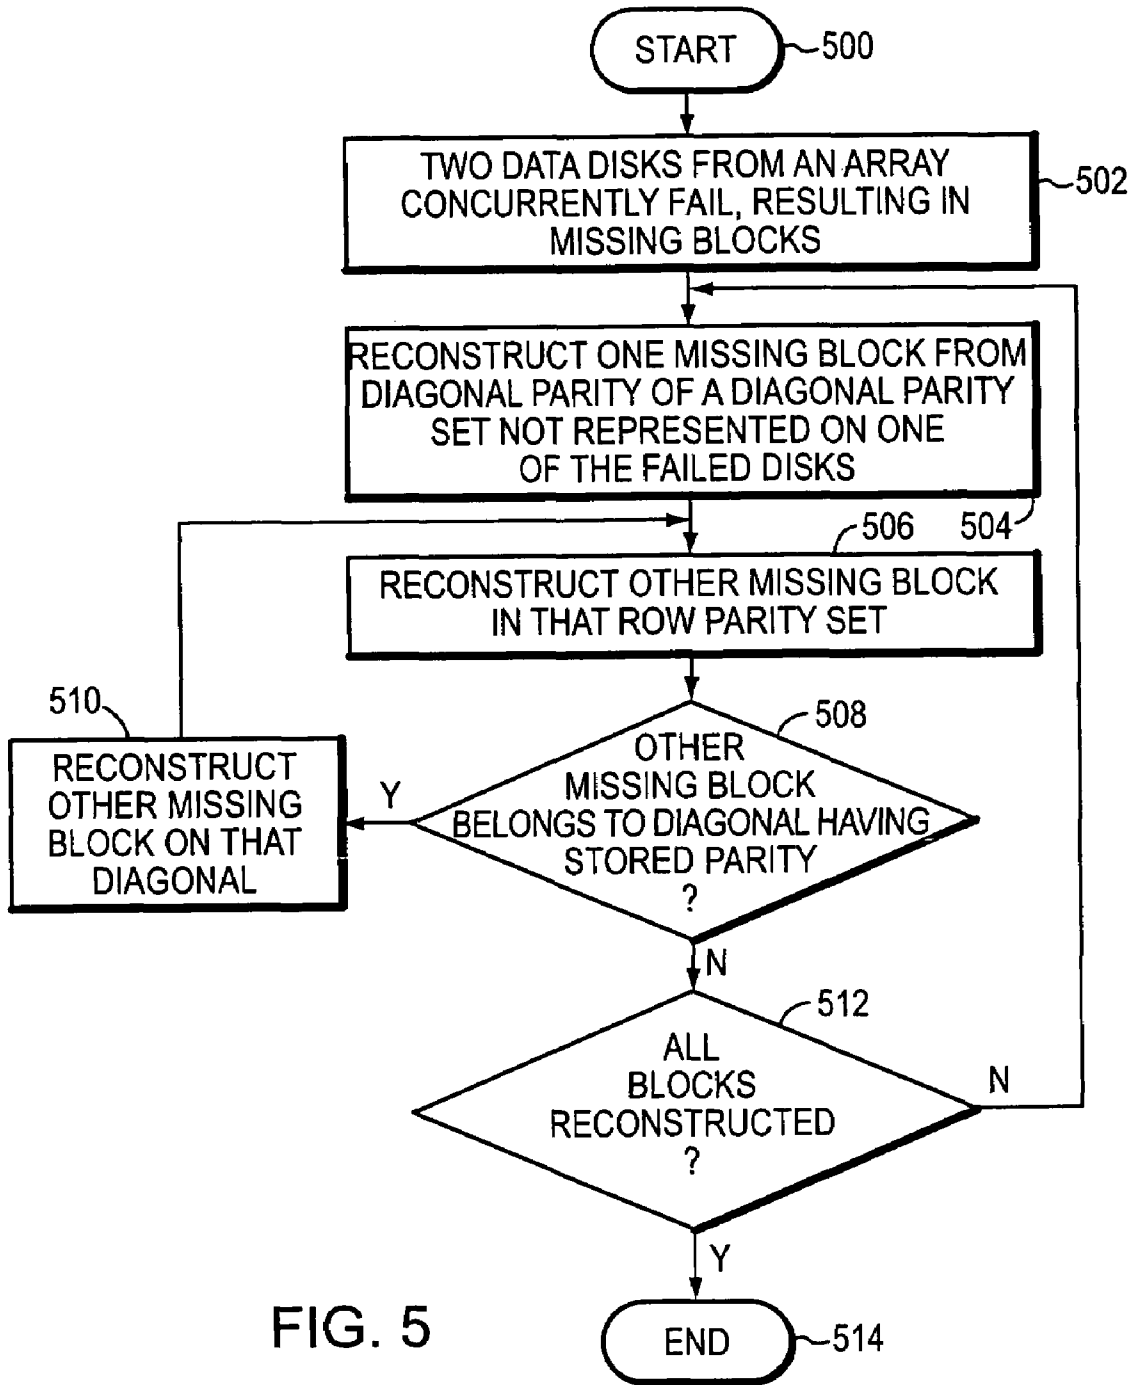 START
500
TWO DATA DISKS FROM AN ARRAY
CONCURRENTLY FAIL, RESULTING IN
MISSING BLOCKS
502
RECONSTRUCT ONE MISSING BLOCK FROM
DIAGONAL PARITY OF A DIAGONAL PARITY
SET NOT REPRESENTED ON ONE
OF THE FAILED DISKS
504
506
RECONSTRUCT OTHER MISSING BLOCK
IN THAT ROW PARITY SET
510
RECONSTRUCT
OTHER MISSING
BLOCK ON THAT
DIAGONAL
Y
508
OTHER
MISSING BLOCK
BELONGS TO DIAGONAL HAVING
STORED PARITY
?
N
512
ALL
BLOCKS
RECONSTRUCTED
?
N
Y
END
514
FIG. 5